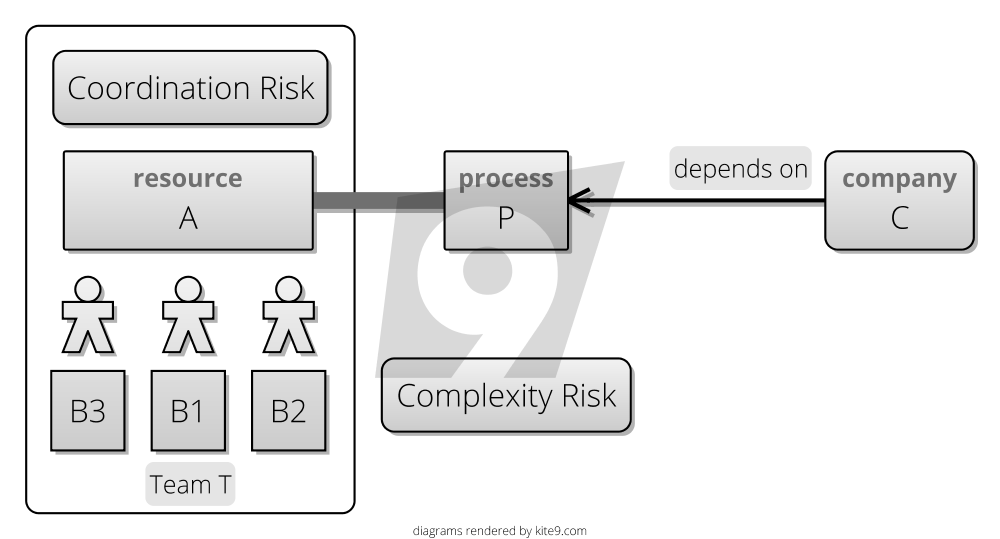 Coordination Risk
resource
A
process
P
depends on
company
C
B3
B1
B2
Team T
Complexity Risk
diagrams rendered by kite9.com